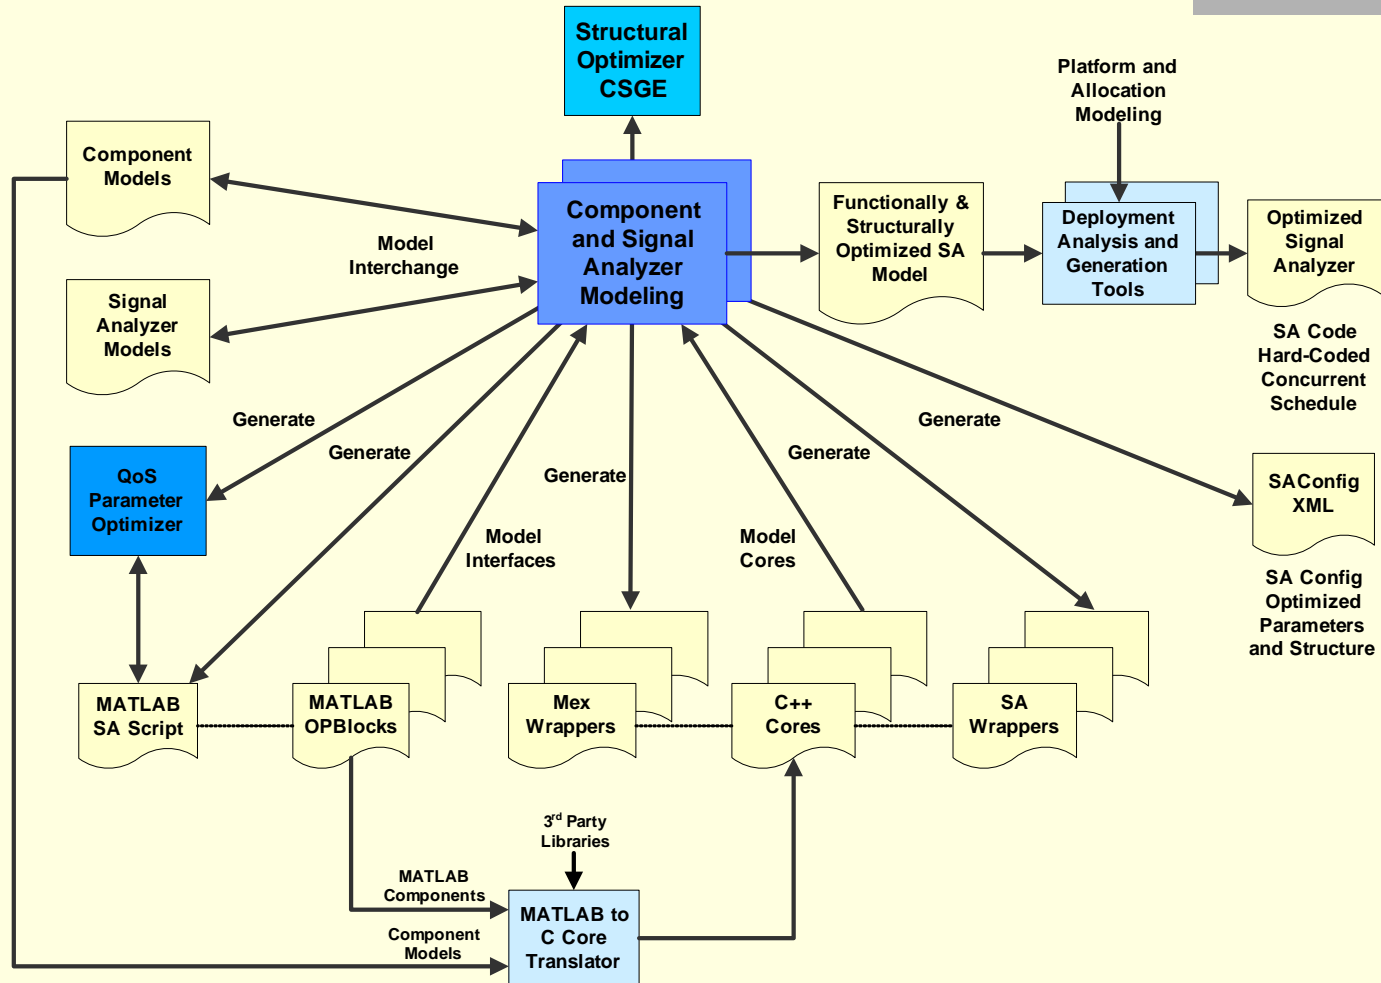 Structural
Optimizer
CSGE
Platform and
Allocation
Modeling
Component
Models
Component
and Signal
Analyzer
Modeling
Functionally &
Structurally
Optimized SA
Model
Deployment
Analysis and
Generation
Tools
Optimized
Signal
Analyzer
Model
Interchange
Signal
Analyzer
Models
SA Code
Hard-Coded
Concurrent
Schedule
Generate
Generate
Generate
Generate
Generate
QoS
Parameter
Optimizer
SAConfig
XML
Model
Interfaces
Model
Cores
SA Config
Optimized
Parameters
and Structure
MATLAB
SA Script
MATLAB
OPBlocks
Mex
Wrappers
C++
Cores
SA
Wrappers
3rd Party
Libraries
MATLAB
Components
Component
Models
MATLAB to
C Core
Translator